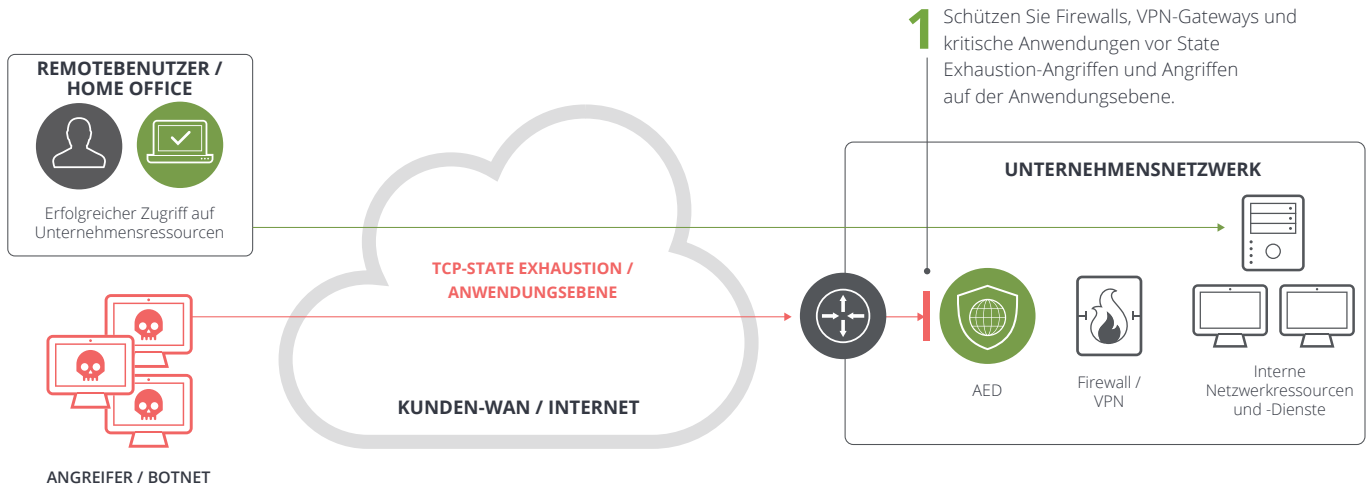 1
Schützen Sie Firewalls, VPN-Gateways und
kritische Anwendungen vor State
Exhaustion-Angriffen und Angriffen
auf der Anwendungsebene.
REMOTEBENUTZER /
HOME OFFICE
Erfolgreicher Zugriff auf
Unternehmensressourcen
TCP-STATE EXHAUSTION /
ANWENDUNGSEBENE
KUNDEN-WAN / INTERNET
ANGREIFER / BOTNET
UNTERNEHMENSNETZWERK
AED
Firewall /
VPN
Interne
Netzwerkressourcen
und -Dienste